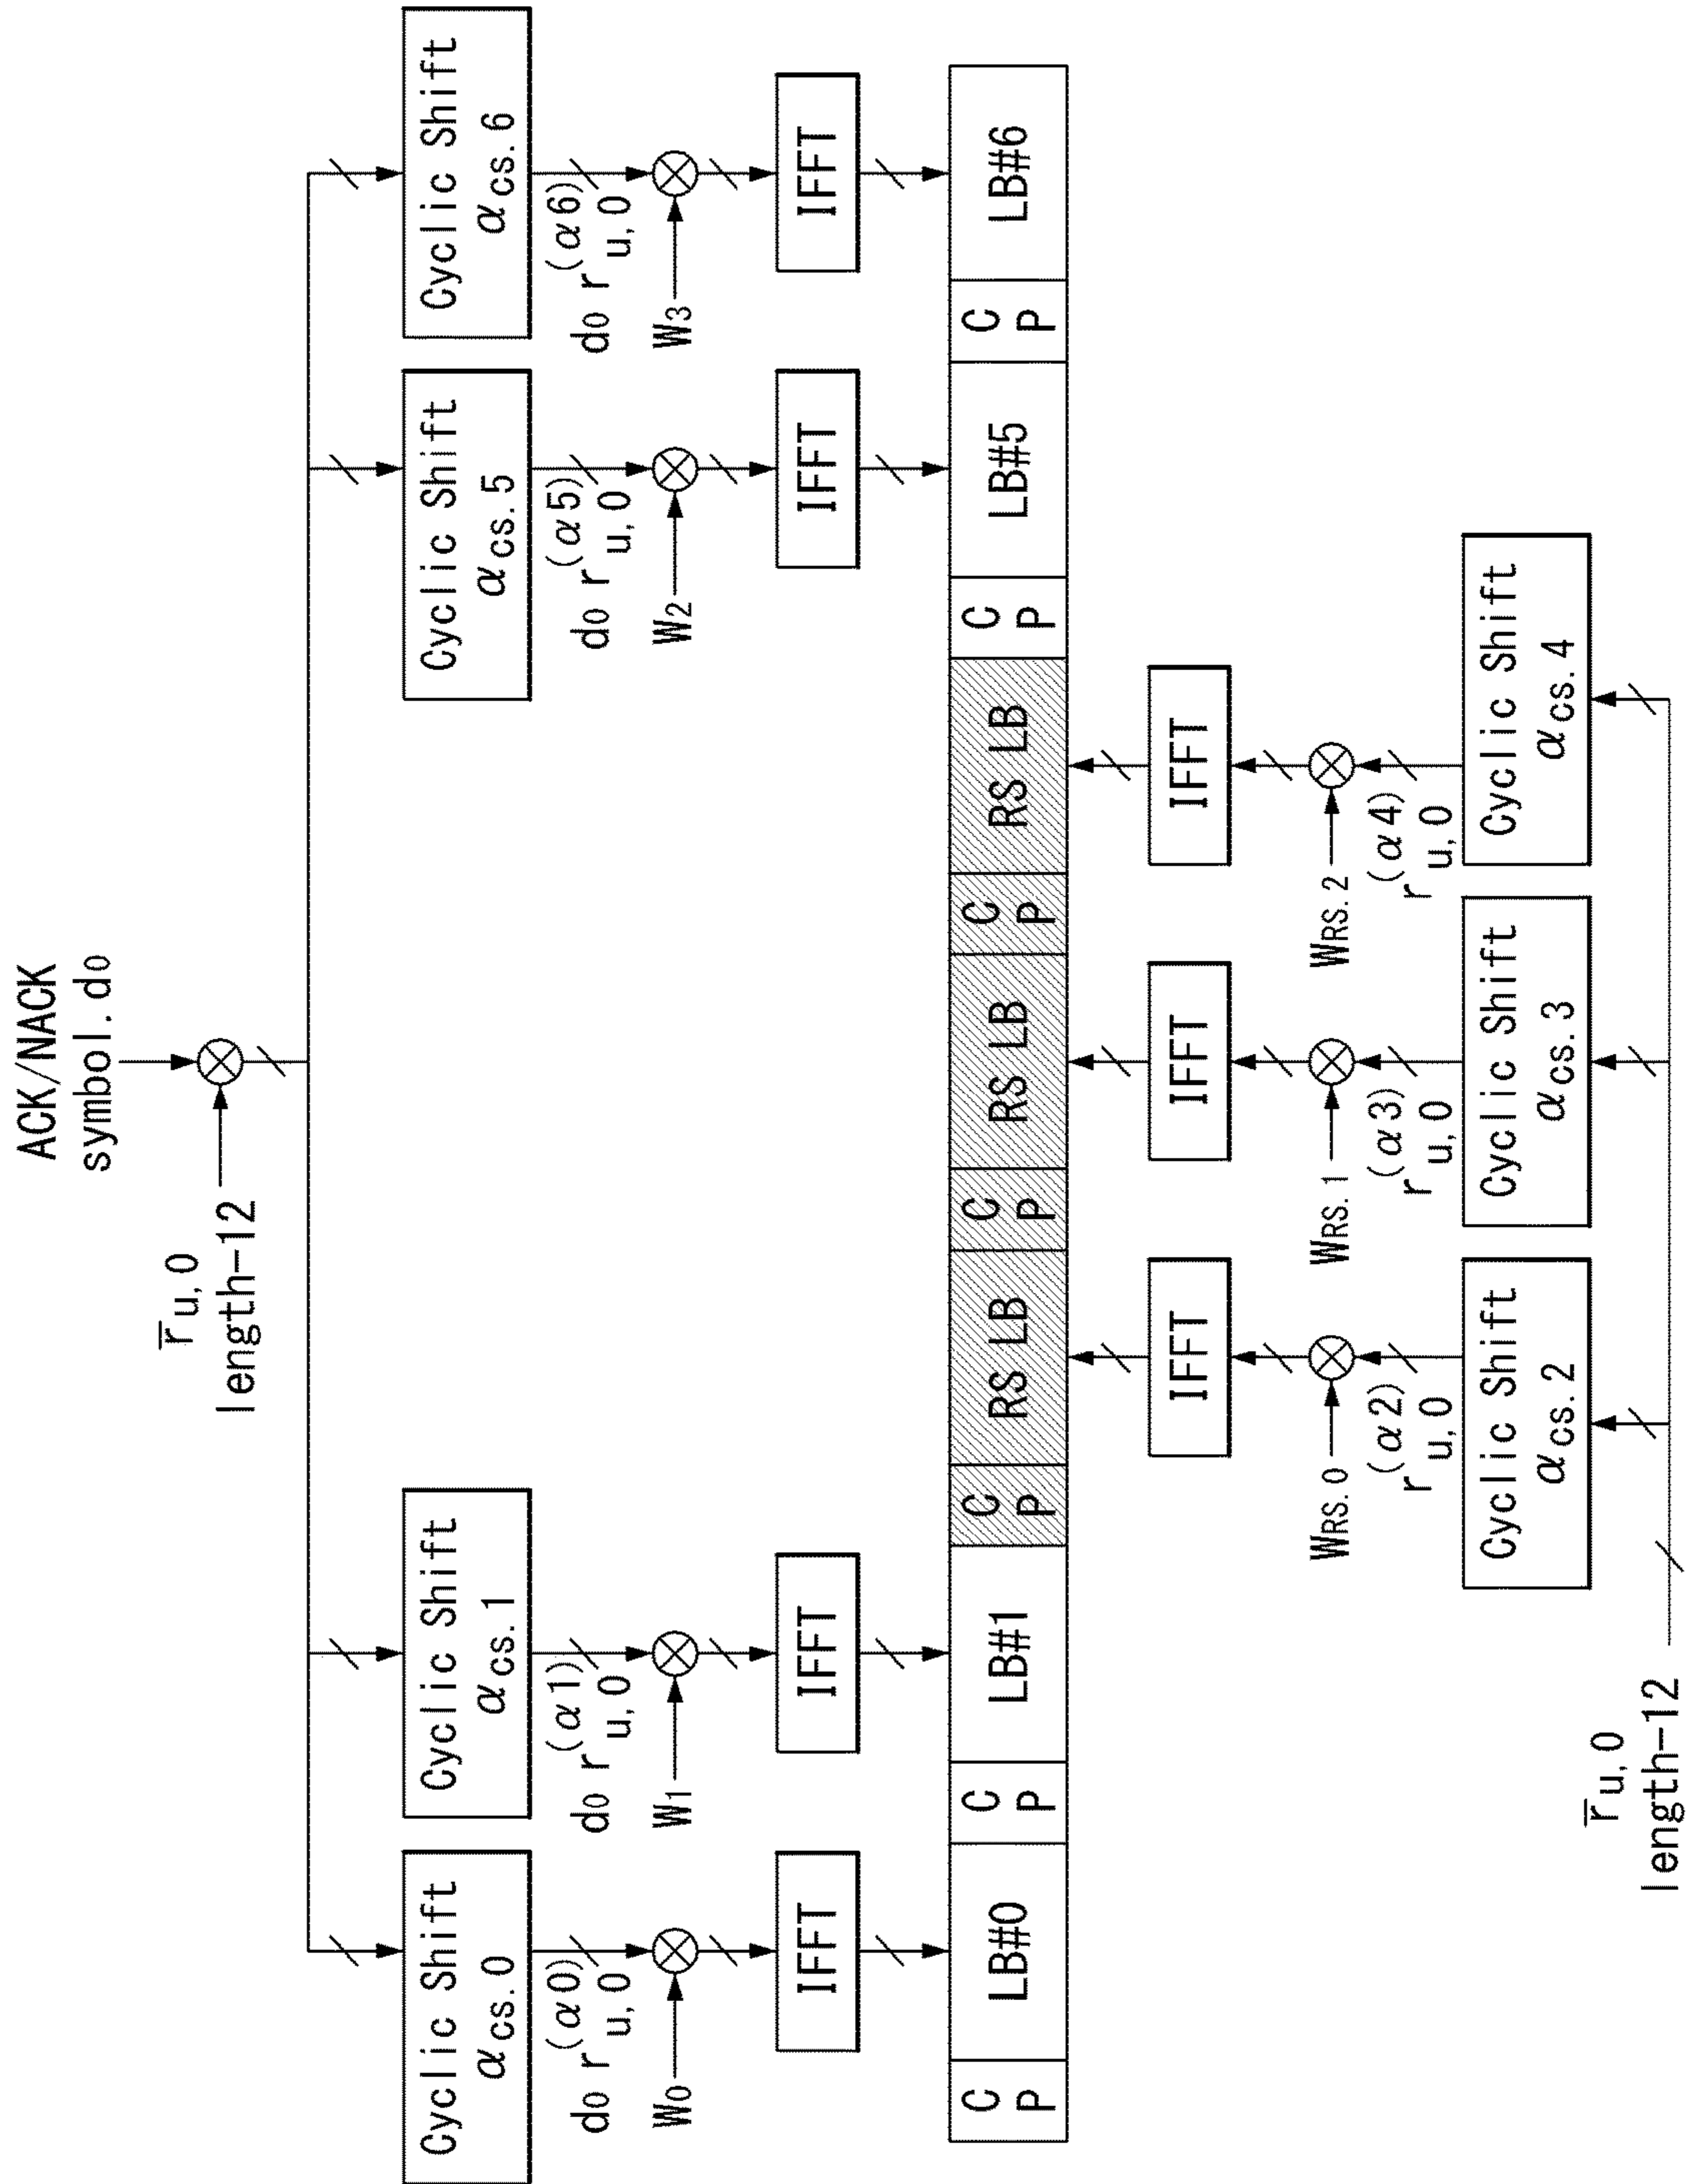 ACK/NACK
symbol.d0
r̅u,0
length-12
Cyclic Shift
αcs.0
Cyclic Shift
αcs.1
Cyclic Shift
αcs.5
Cyclic Shift
αcs.6
d0 r(α0)
u,0
d0 r(α1)
u,0
d0 r(α5)
u,0
d0 r(α6)
u,0
W0
W1
W2
W3
IFFT
IFFT
IFFT
IFFT
CP
LB#0
CP
LB#1
CP
RS LB
CP
RS LB
CP
RS LB
CP
LB#5
CP
LB#6
IFFT
IFFT
IFFT
WRS.0
WRS.1
WRS.2
r(α2)
u,0
r(α3)
u,0
r(α4)
u,0
Cyclic Shift
αcs.2
Cyclic Shift
αcs.3
Cyclic Shift
αcs.4
r̅u,0
length-12